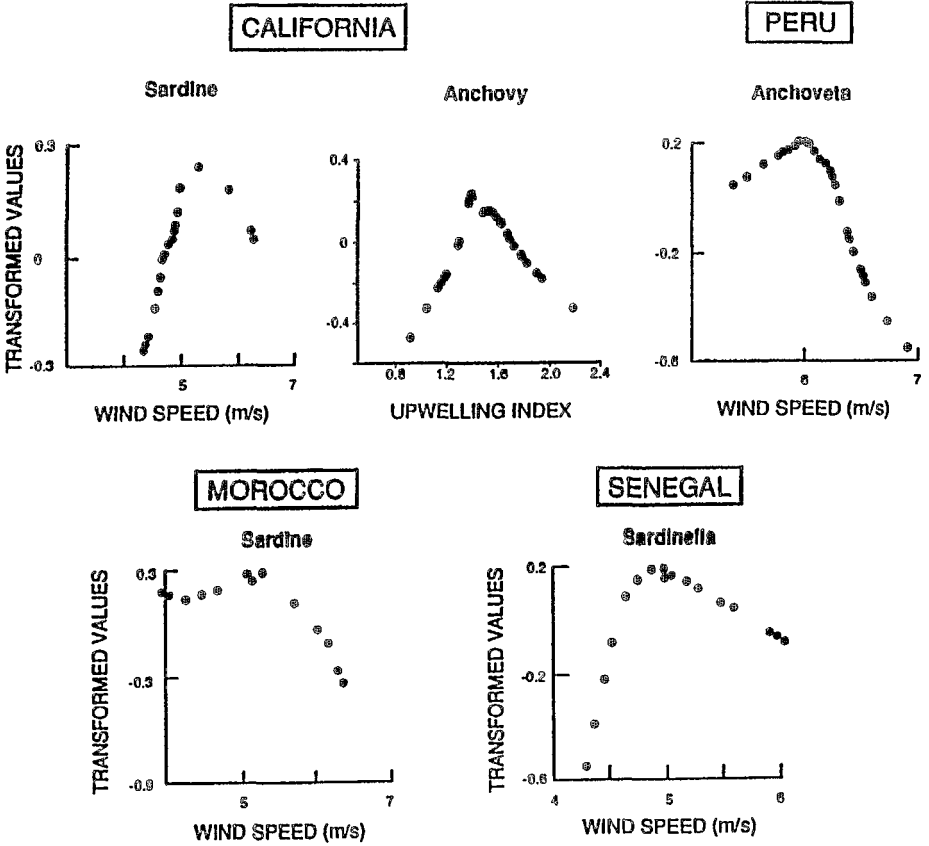 CALIFORNIA
PERU
Sardine
Anchovy
Anchoveta
TRANSFORMED VALUES
0.3
0
-0.3
5
7
WIND SPEED (m/s)
0.4
0
-0.4
0.8
1.2
1.6
2.0
2.4
UPWELLING INDEX
0.2
-0.2
-0.6
6
7
WIND SPEED (m/s)
MOROCCO
SENEGAL
Sardine
Sardinella
TRANSFORMED VALUES
0.3
-0.3
-0.9
5
7
WIND SPEED (m/s)
TRANSFORMED VALUES
0.2
-0.2
-0.6
4
5
6
WIND SPEED (m/s)